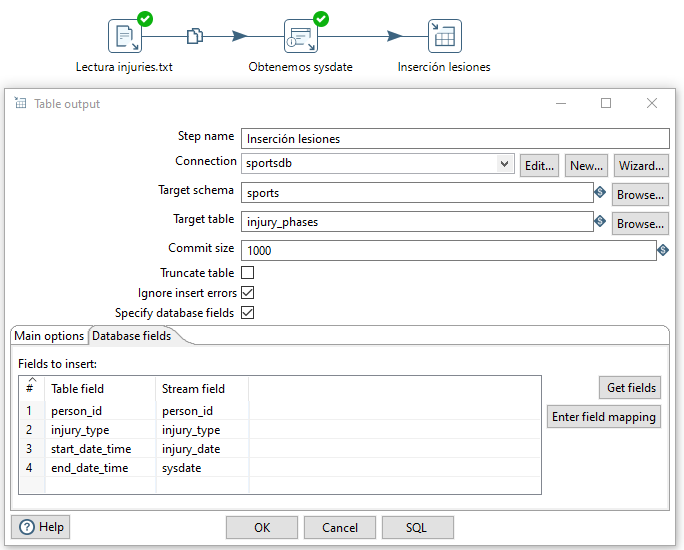 Lectura injuries.txt
Obtenemos sysdate
Inserción lesiones
Table output
Step name
Inserción lesiones
Connection
sportsdb
Edit...
New...
Wizard...
Target schema
sports
Browse...
Target table
injury_phases
Browse...
Commit size
1000
Truncate table
Ignore insert errors
Specify database fields
Main options
Database fields
Fields to insert:
# Table field Stream field
1 person_id person_id
2 injury_type injury_type
3 start_date_time injury_date
4 end_date_time sysdate
Get fields
Enter field mapping
Help
OK
Cancel
SQL